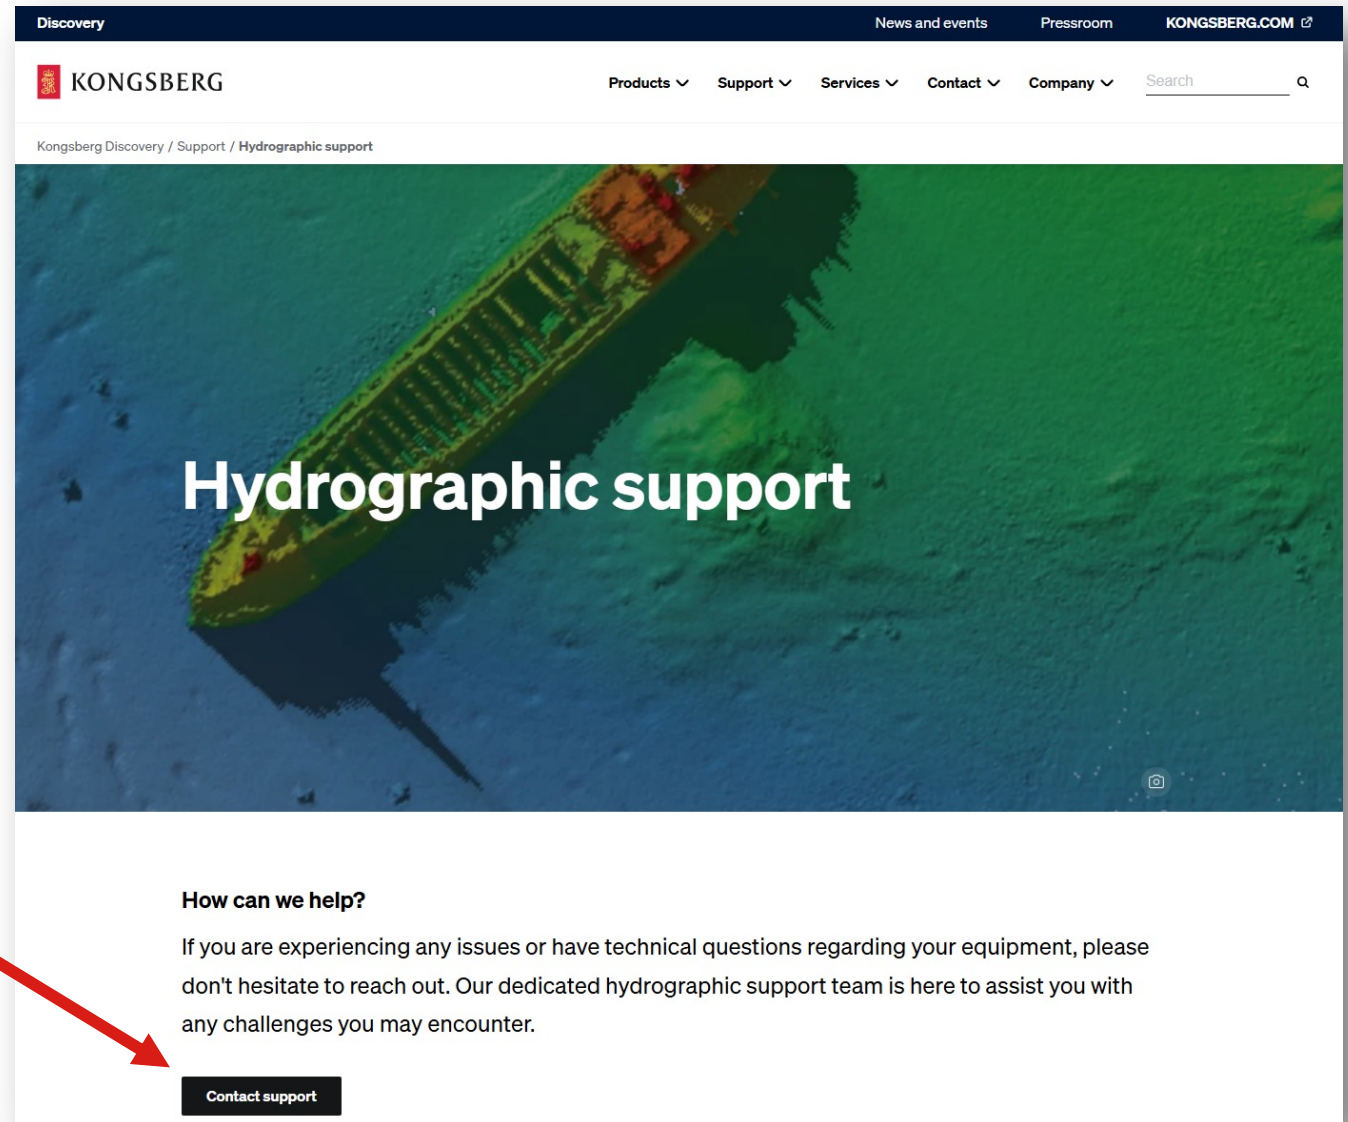 Discovery News and events Pressroom KONGSBERG.COM
KONGSBERG Products Support Services Contact Company Search
Kongsberg Discovery / Support / Hydrographic support
Hydrographic support
How can we help?
If you are experiencing any issues or have technical questions regarding your equipment, please
don't hesitate to reach out. Our dedicated hydrographic support team is here to assist you with
any challenges you may encounter.
Contact support